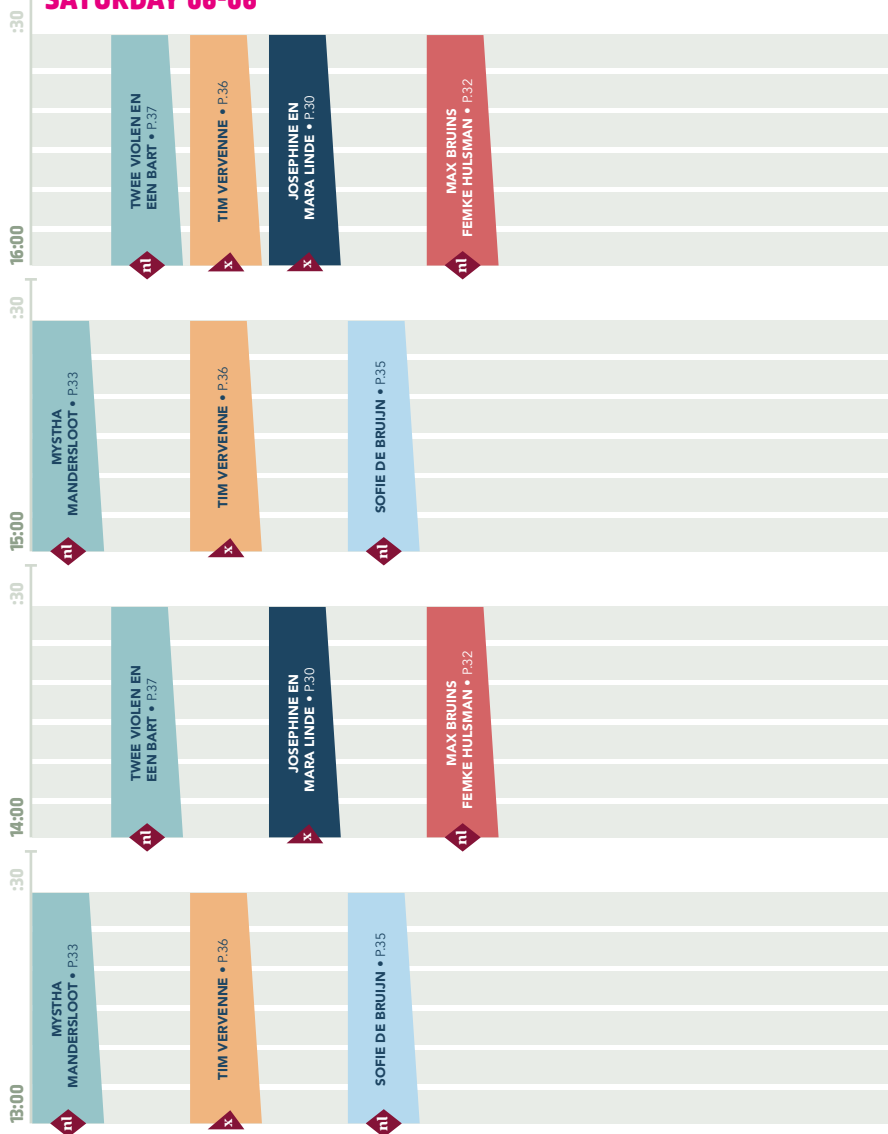 SATURDAY
:30
16:00
TWEE VIOLEN EN
EEN BART • P.37
nl
TIM VERVENNE • P.36
x
JOSEPHINE EN
MARA LINDE • P.30
x
MAX BRUINS
FEMKE HULSMAN • P.32
nl
:30
15:00
MYSTHA
MANDERSLOOT • P.33
nl
TIM VERVENNE • P.36
x
SOFIE DE BRUIJN • P.35
nl
:30
14:00
TWEE VIOLEN EN
EEN BART • P.37
nl
JOSEPHINE EN
MARA LINDE • P.30
x
MAX BRUINS
FEMKE HULSMAN • P.32
nl
:30
13:00
MYSTHA
MANDERSLOOT • P.33
nl
TIM VERVENNE • P.36
x
SOFIE DE BRUIJN • P.35
nl